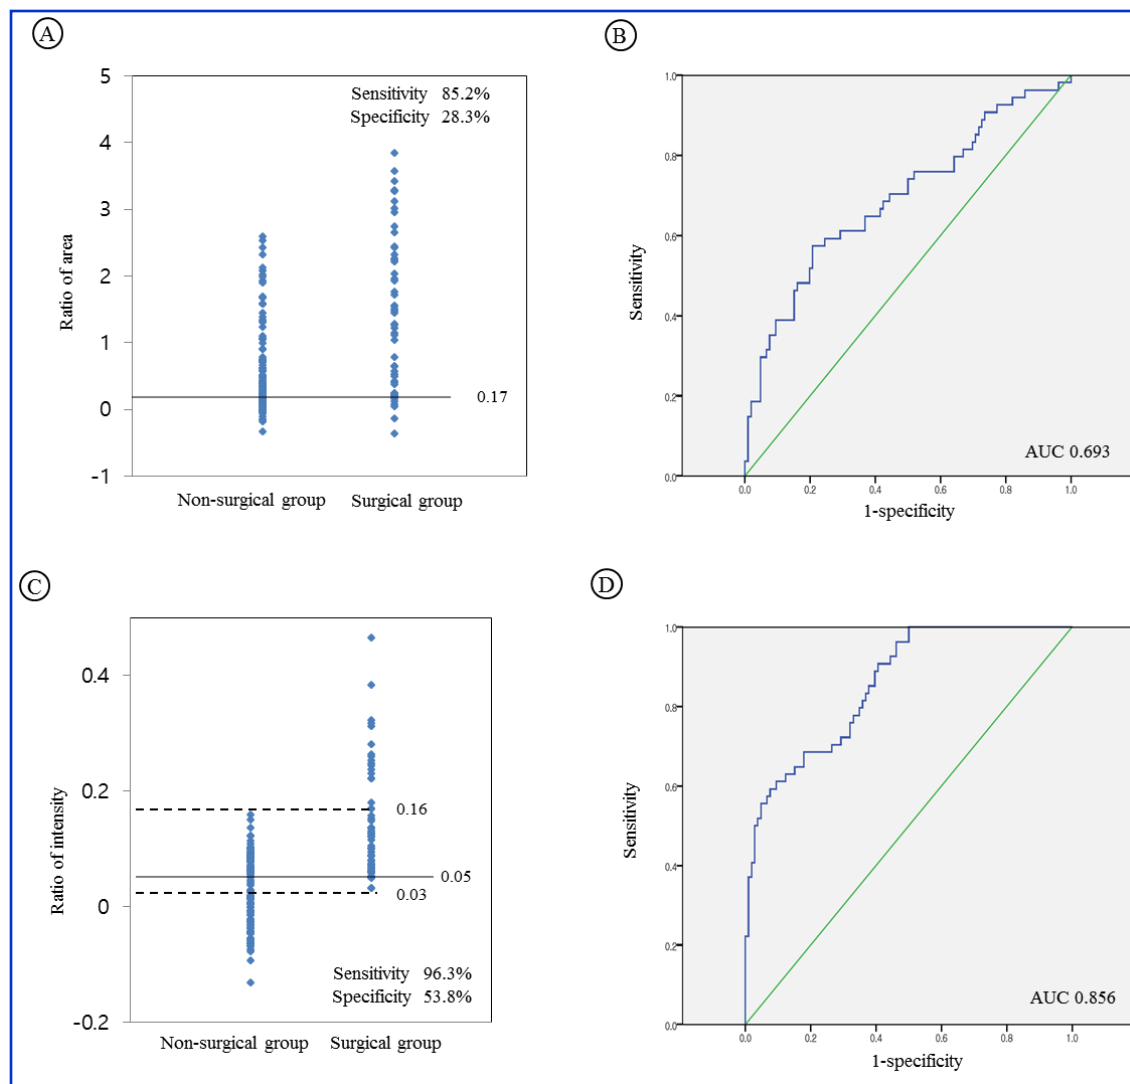 A
5
4
3
2
1
0
-1
Ratio of area
Sensitivity 85.2%
Specificity 28.3%
0.17
Non-surgical group Surgical group
B
1.0
0.8
0.6
0.4
0.2
0.0
Sensitivity
AUC 0.693
0.0 0.2 0.4 0.6 0.8 1.0
1-specificity
C
0.4
0.2
0
-0.2
Ratio of intensity
0.16
0.05
0.03
Sensitivity 96.3%
Specificity 53.8%
Non-surgical group Surgical group
D
1.0
0.8
0.6
0.4
0.2
0.0
Sensitivity
AUC 0.856
0.0 0.2 0.4 0.6 0.8 1.0
1-specificity